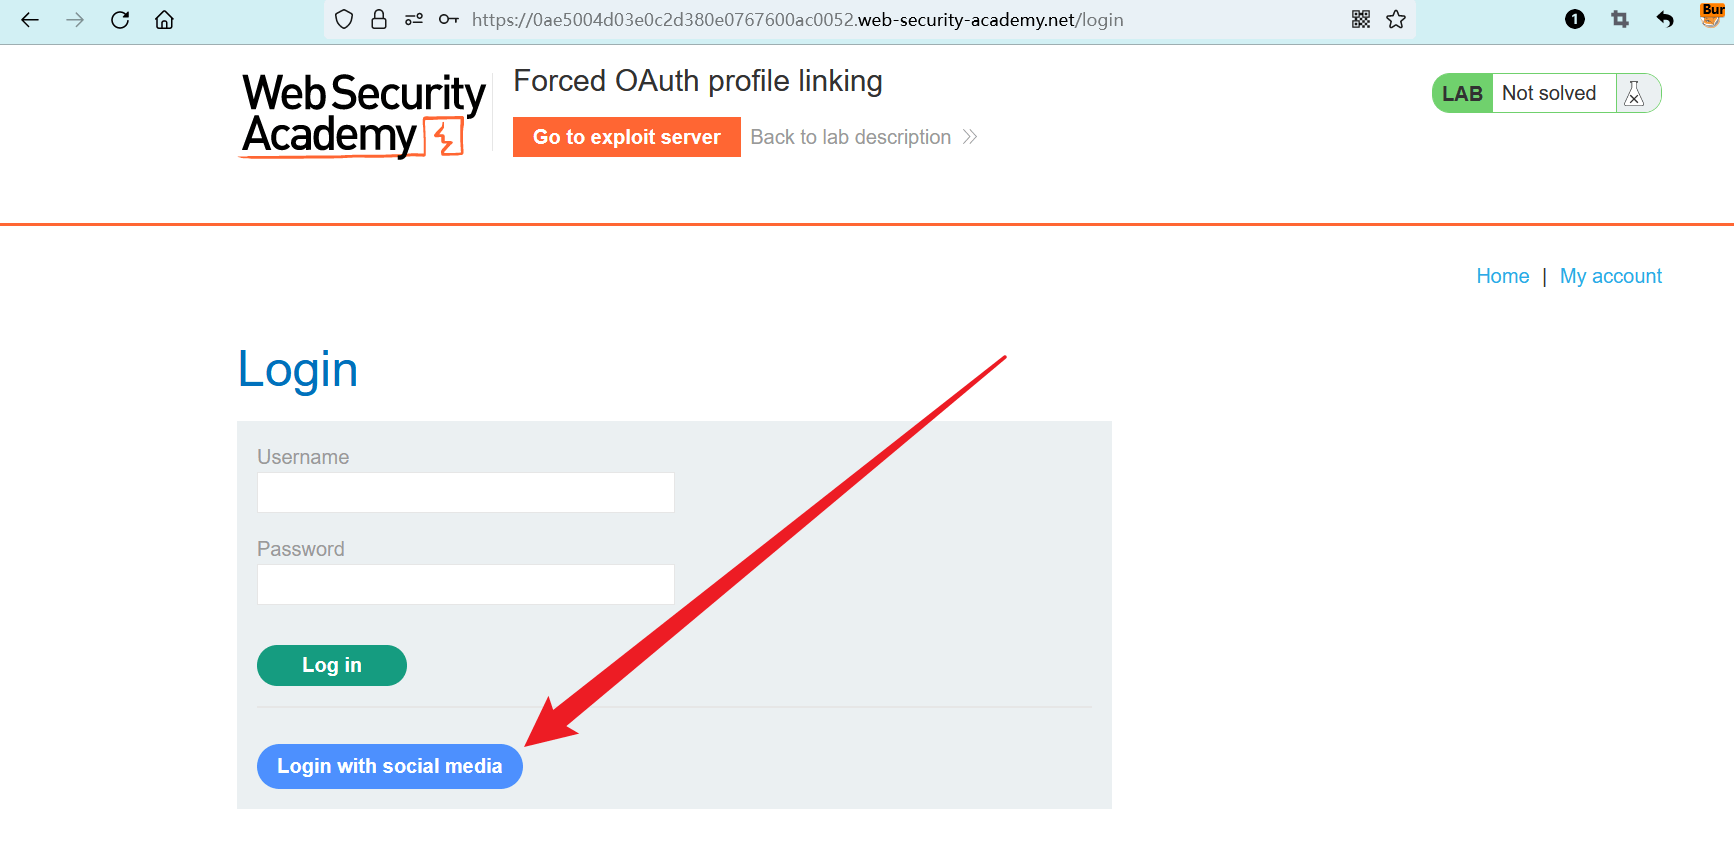 https://0ae5004d03e0c2d380e0767600ac0052.web-security-academy.net/login
1
Bur
Web Security
Academy
Forced OAuth profile linking
Go to exploit server
Back to lab description
LAB
Not solved
Home | My account
Login
Username
Password
Log in
Login with social media